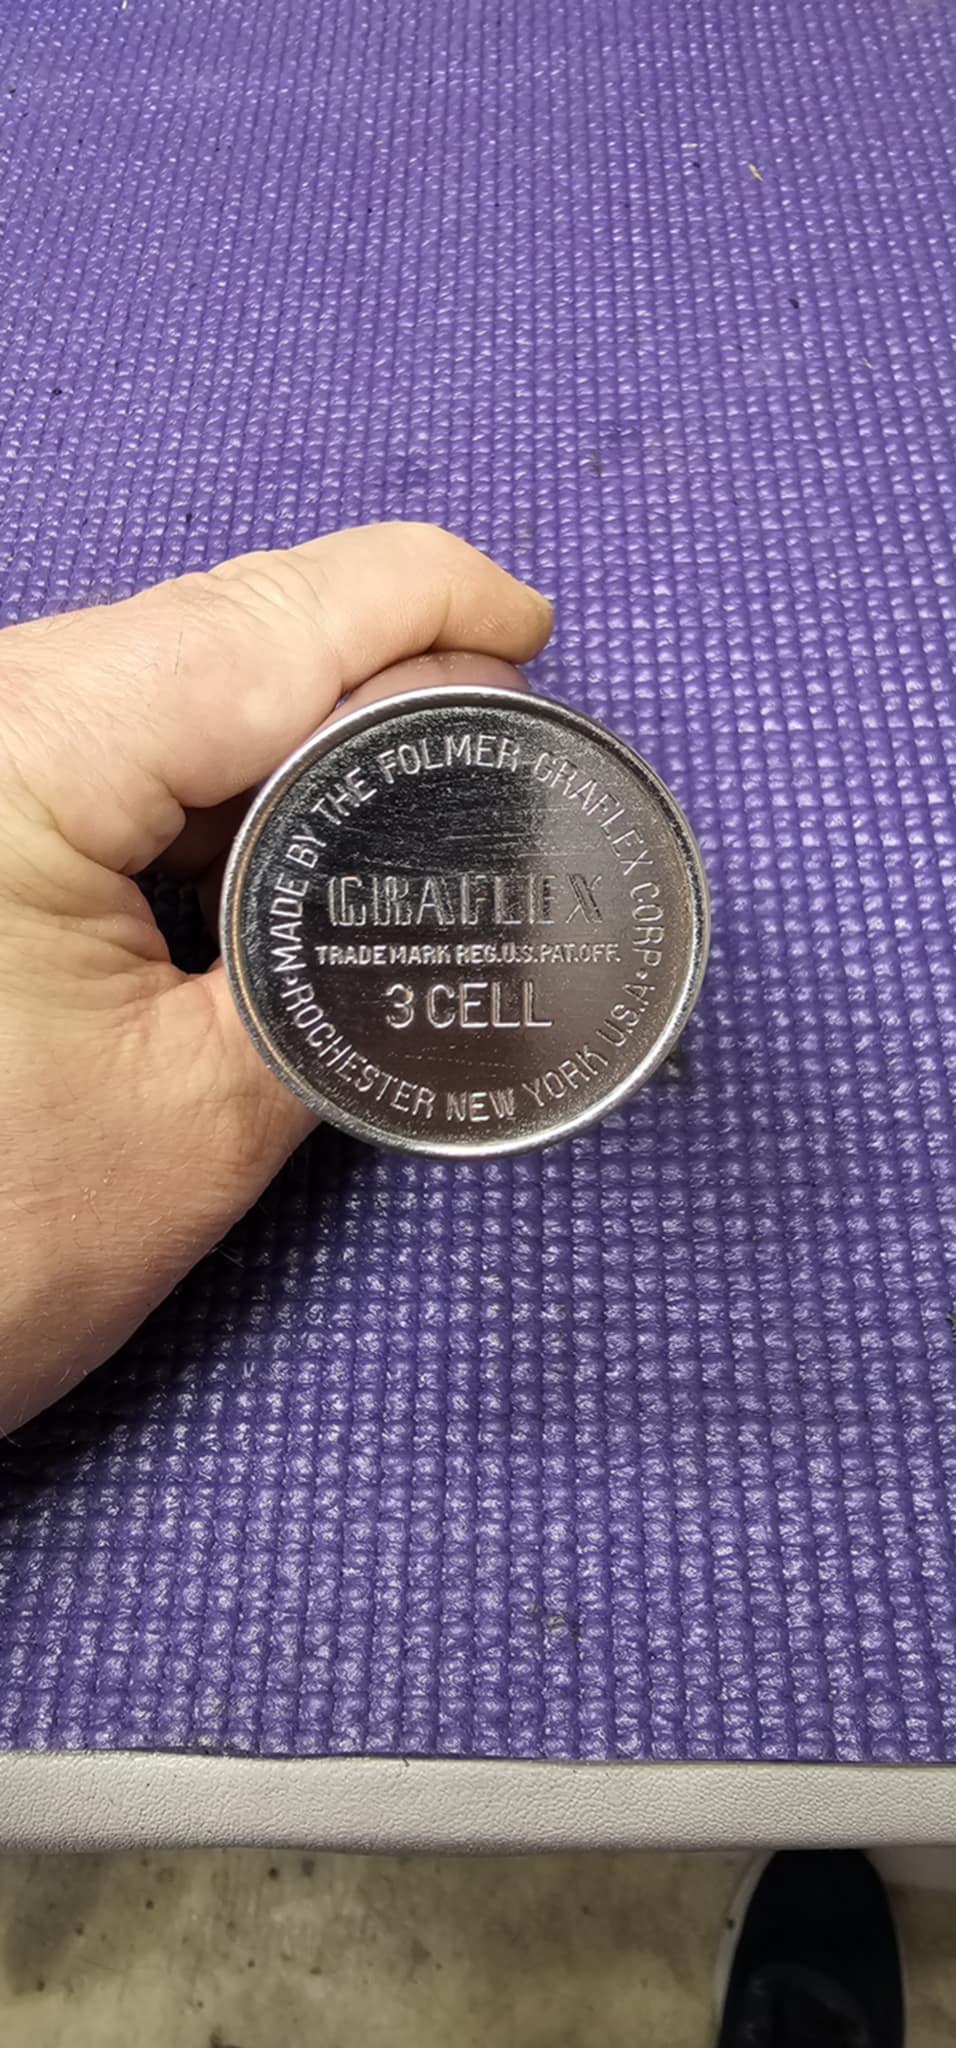 MADE BY THE FOLMER GRAFLEX CORP.
GRAFLEX
TRADE MARK REG. U.S. PAT. OFF.
3 CELL
ROCHESTER NEW YORK U.S.A.